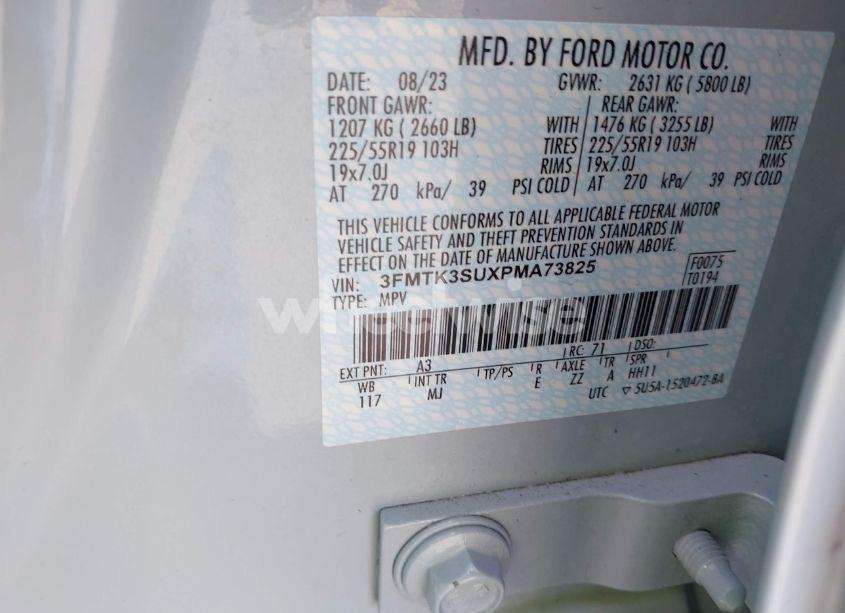 MFD. BY FORD MOTOR CO.
DATE: 08/23 GVWR: 2631 KG ( 5800 LB)
FRONT GAWR: REAR GAWR:
1207 KG ( 2660 LB) WITH 1476 KG ( 3255 LB) WITH
225/55R19 103H TIRES 225/55R19 103H TIRES
19x7.0J RIMS 19x7.0J RIMS
AT 270 kPa/ 39 PSI COLD AT 270 kPa/ 39 PSI COLD
THIS VEHICLE CONFORMS TO ALL APPLICABLE FEDERAL MOTOR
VEHICLE SAFETY AND THEFT PREVENTION STANDARDS IN
EFFECT ON THE DATE OF MANUFACTURE SHOWN ABOVE.
VIN: 3FMTK3SUXPMA73825 F0075
TYPE: MPV T0194
wheelwise
EXT PNT: A3 RC: 71 DSO:
WB INT TR TP/PS R AXLE TR SPR
117 MJ E ZZ A HH11
UTC ▽ 5U5A-1520472-BA